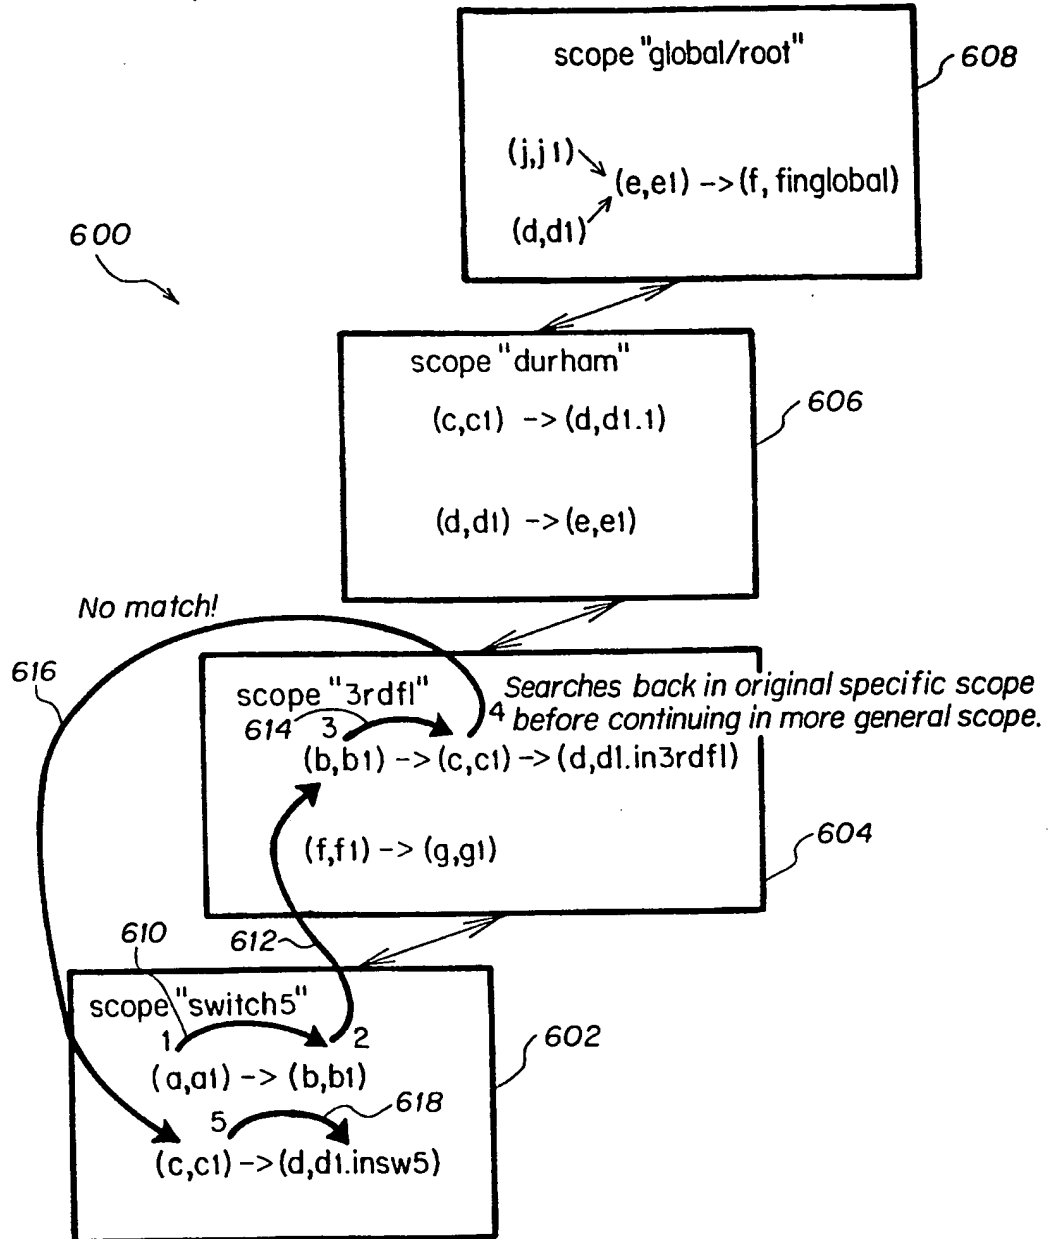 scope "global/root"
608
(j,j1)
(e,e1) -> (f, finglobal)
(d,d1)
600
scope "durham"
606
(c,c1) -> (d,d1.1)
(d,d1) -> (e,e1)
No match!
616
scope "3rdfl"
Searches back in original specific scope
614 3 4 before continuing in more general scope.
(b,b1) -> (c,c1) -> (d,d1.in3rdfl)
604
(f,f1) -> (g,g1)
610 612
scope "switch5"
1 2 602
(a,a1) -> (b,b1)
5 618
(c,c1) -> (d,d1.insw5)